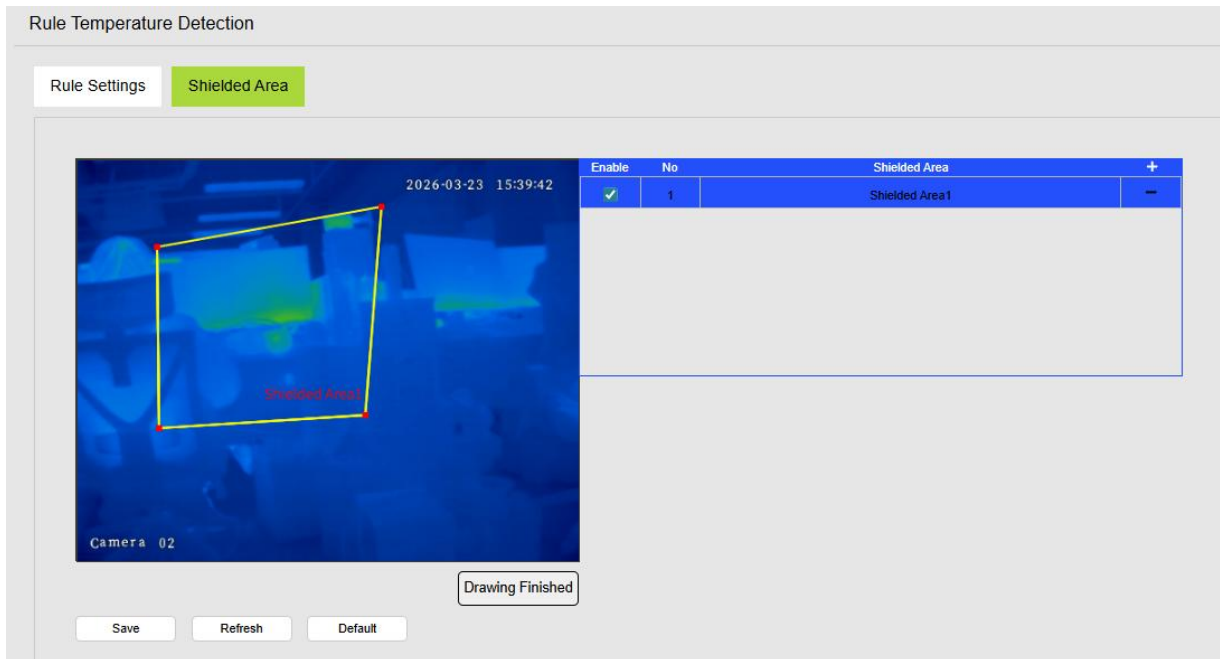 Rule Temperature Detection
Rule Settings
Shielded Area
Enable No Shielded Area +
1 Shielded Area1 −
2026-03-23 15:39:42
Shielded Area1
Camera 02
Drawing Finished
Save Refresh Default